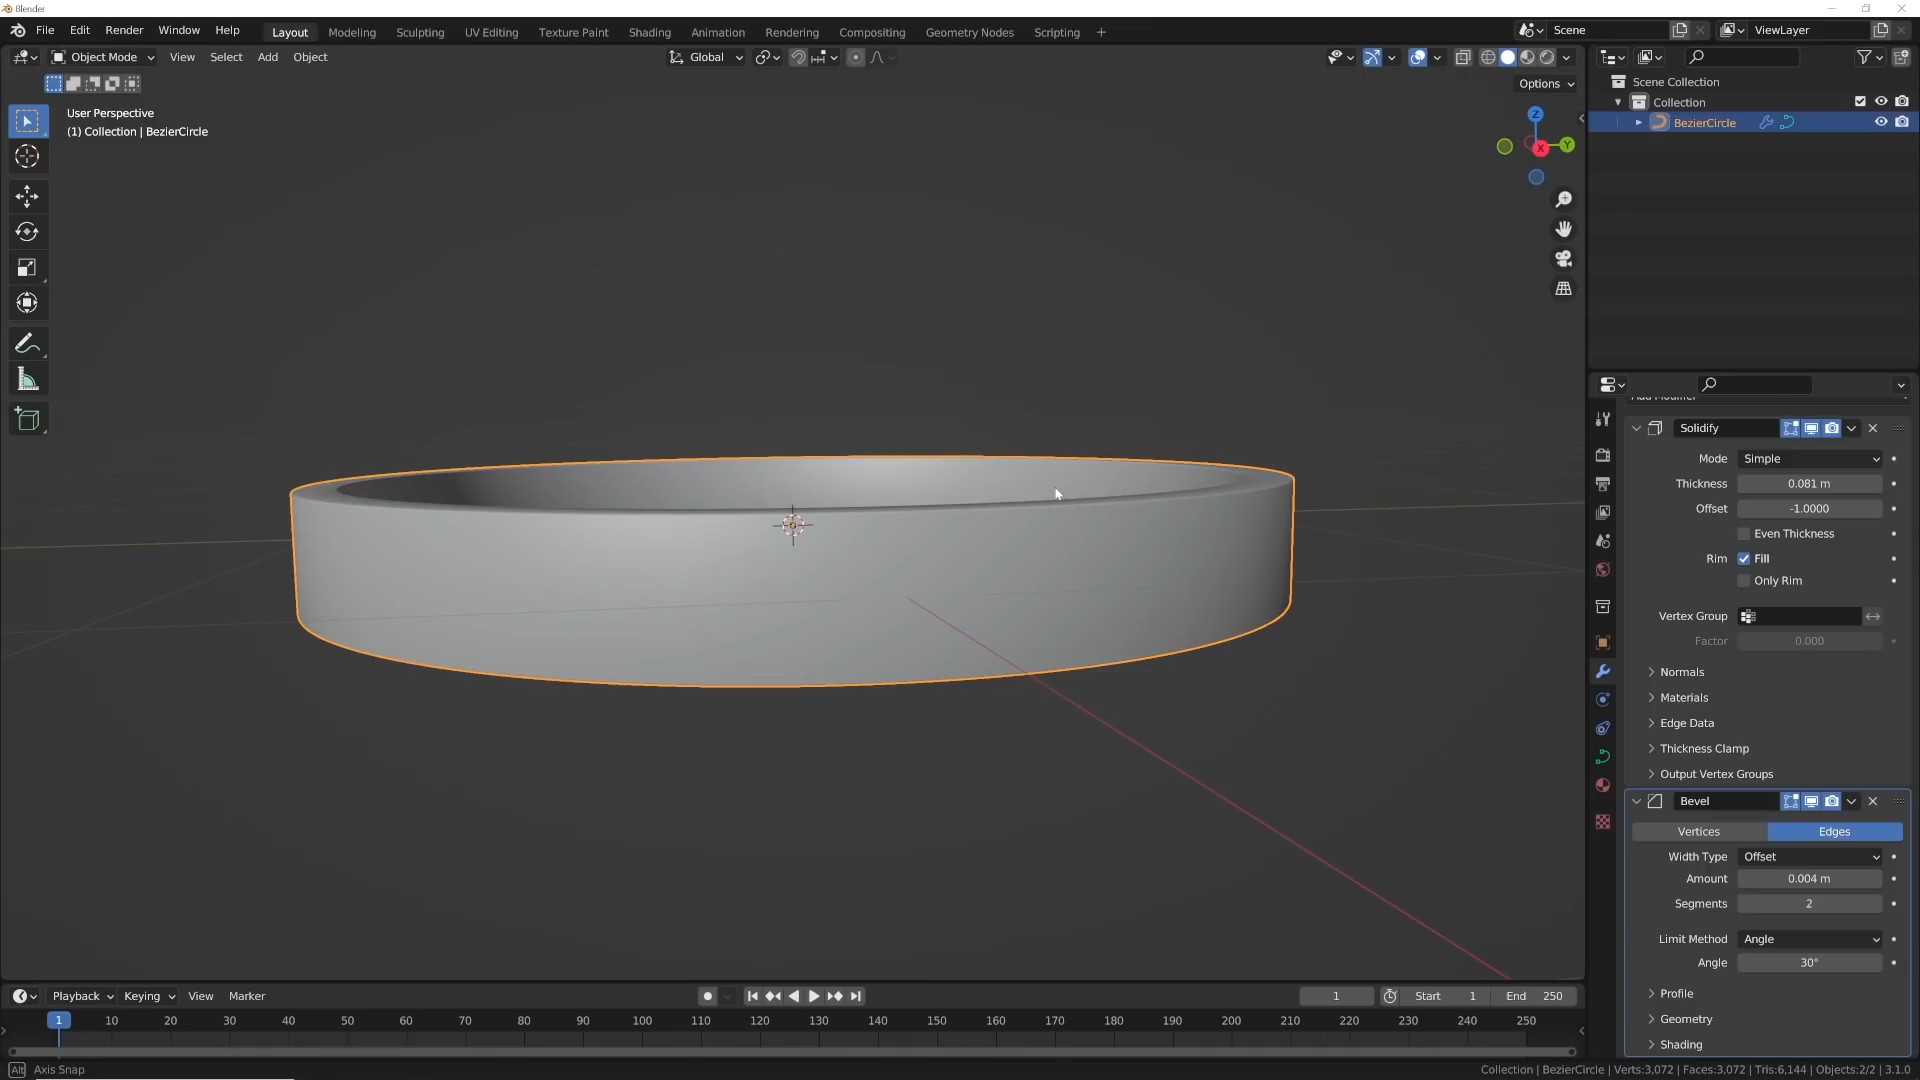 Blender
File Edit Render Window Help Layout Modeling Sculpting UV Editing Texture Paint Shading Animation Rendering Compositing Geometry Nodes Scripting +
Scene
ViewLayer
Object Mode View Select Add Object
Global
Options
User Perspective
(1) Collection | BezierCircle
Z
Y
X
Scene Collection
Collection
BezierCircle
Solidify
Mode Simple
Thickness 0.081 m
Offset -1.0000
Even Thickness
Rim Fill
Only Rim
Vertex Group
Factor 0.000
Normals
Materials
Edge Data
Thickness Clamp
Output Vertex Groups
Bevel
Vertices Edges
Width Type Offset
Amount 0.004 m
Segments 2
Limit Method Angle
Angle 30°
Profile
Geometry
Shading
Playback Keying View Marker
1 Start 1 End 250
1 10 20 30 40 50 60 70 80 90 100 110 120 130 140 150 160 170 180 190 200 210 220 230 240 250
Alt Axis Snap
Collection | BezierCircle | Verts:3,072 | Faces:3,072 | Tris:6,144 | Objects:2/2 | 3.1.0